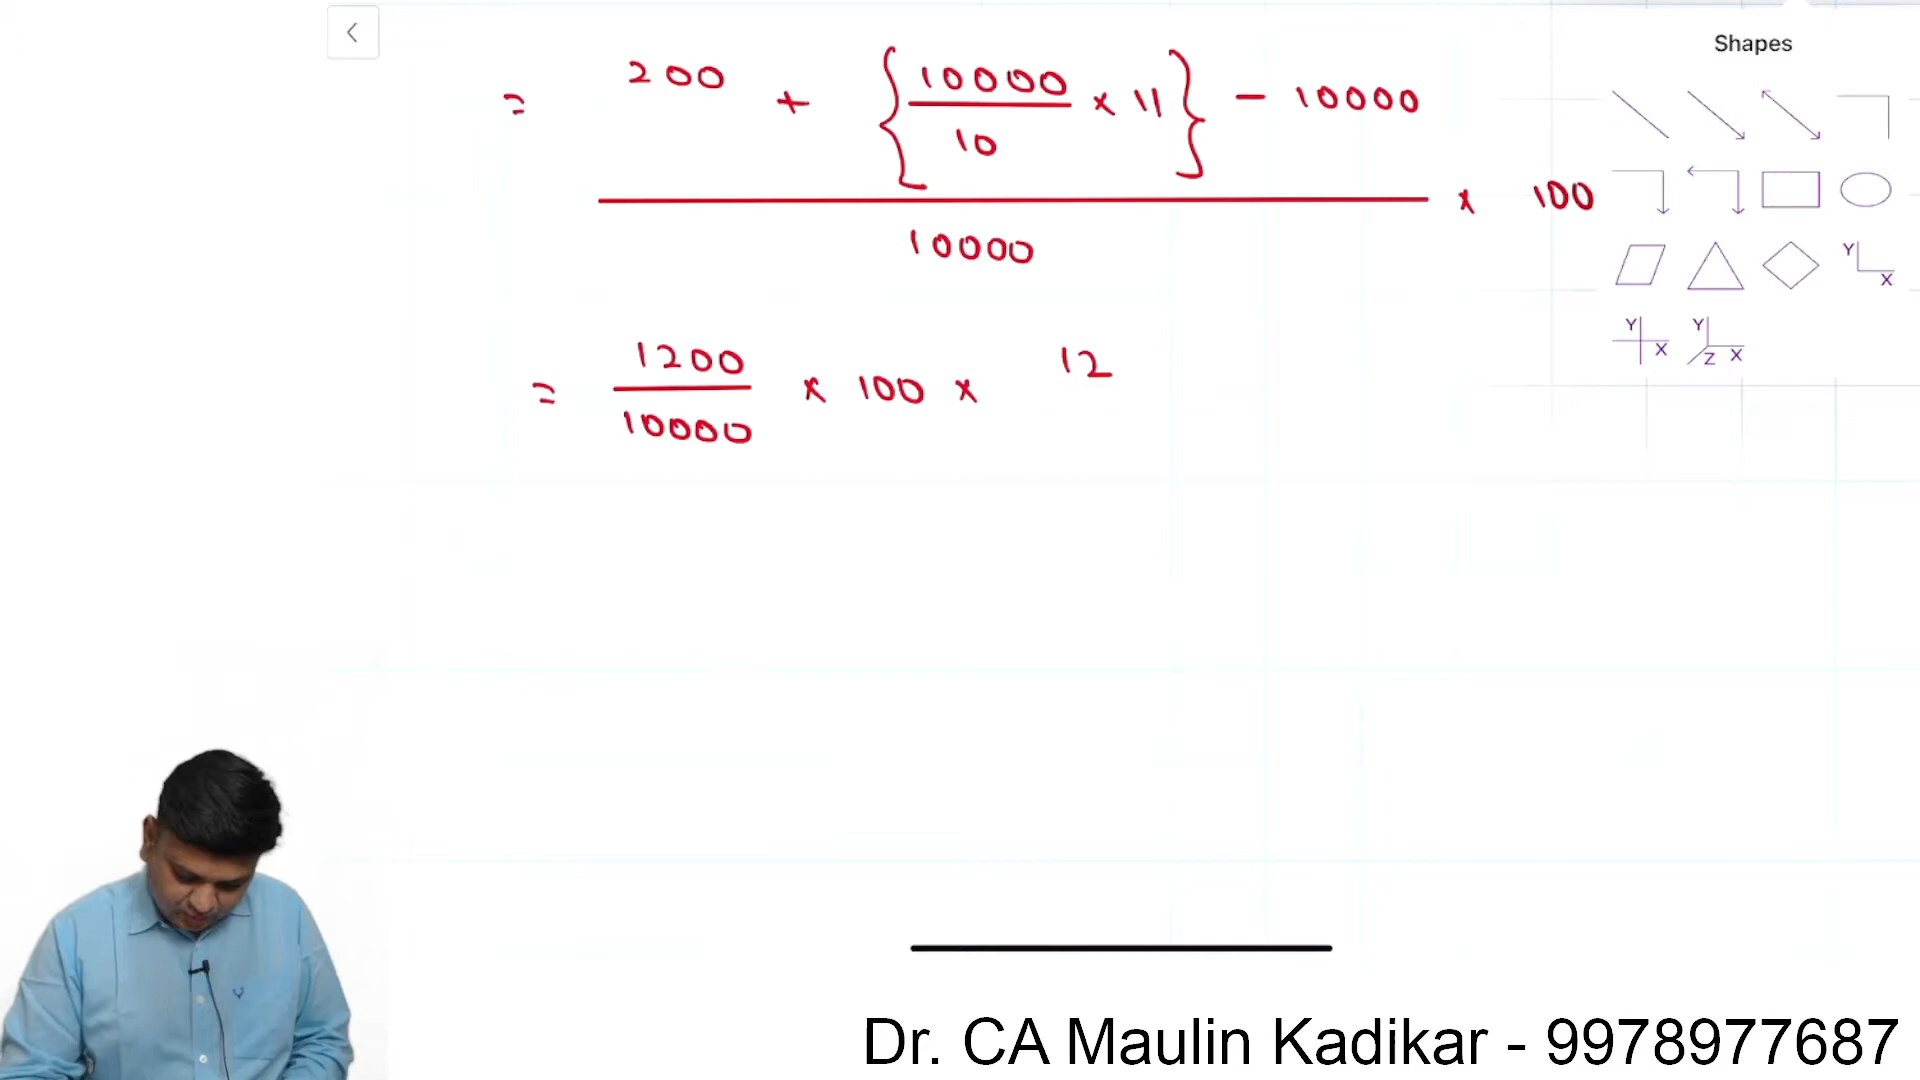 <
Shapes
= 200 + { 10000 / 10 × 11 } - 10000
10000
× 100
= 1200 / 10000 × 100 × 12
Y
X
Y
X
Y
Z X
Dr. CA Maulin Kadikar - 9978977687